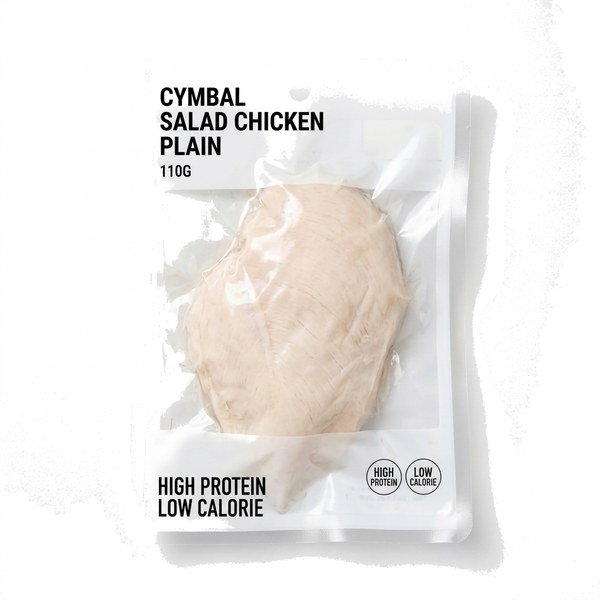 CYMBAL
SALAD CHICKEN
PLAIN
110G
HIGH PROTEIN
LOW CALORIE
HIGH
PROTEIN
LOW
CALORIE